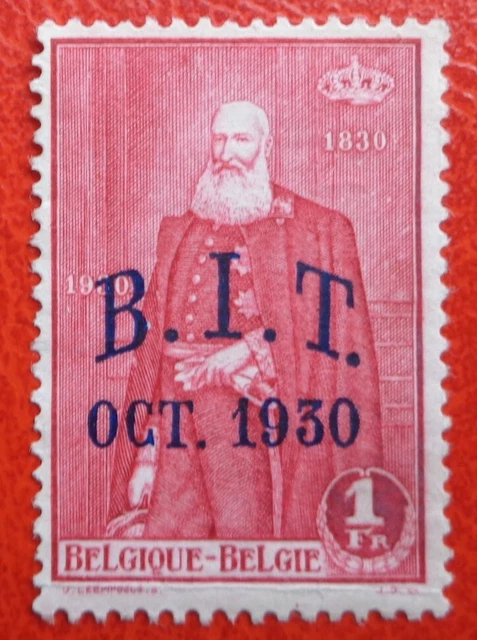 1830
1930
B.I.T.
OCT. 1930
1
FR
BELGIQUE-BELGIE